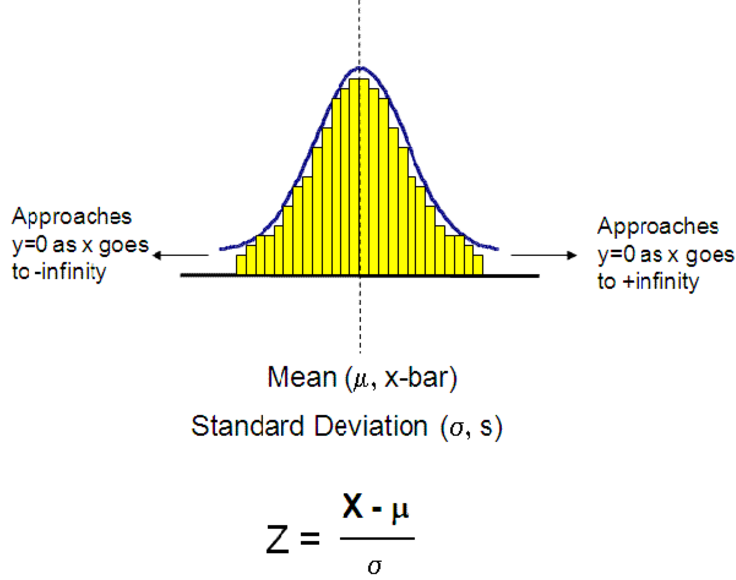 Approaches
y=0 as x goes
to -infinity
Approaches
y=0 as x goes
to +infinity
Mean (μ, x-bar)
Standard Deviation (σ, s)
Z = X - μ
σ